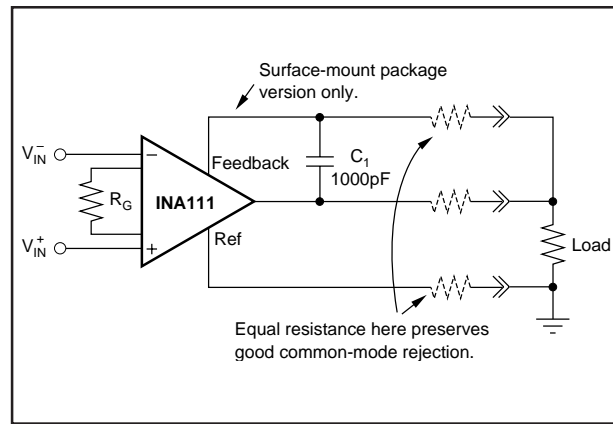 Surface-mount package
version only.
V⁻IN
−
Feedback
C1
1000pF
RG
INA111
V⁺IN
+
Ref
Load
Equal resistance here preserves
good common-mode rejection.